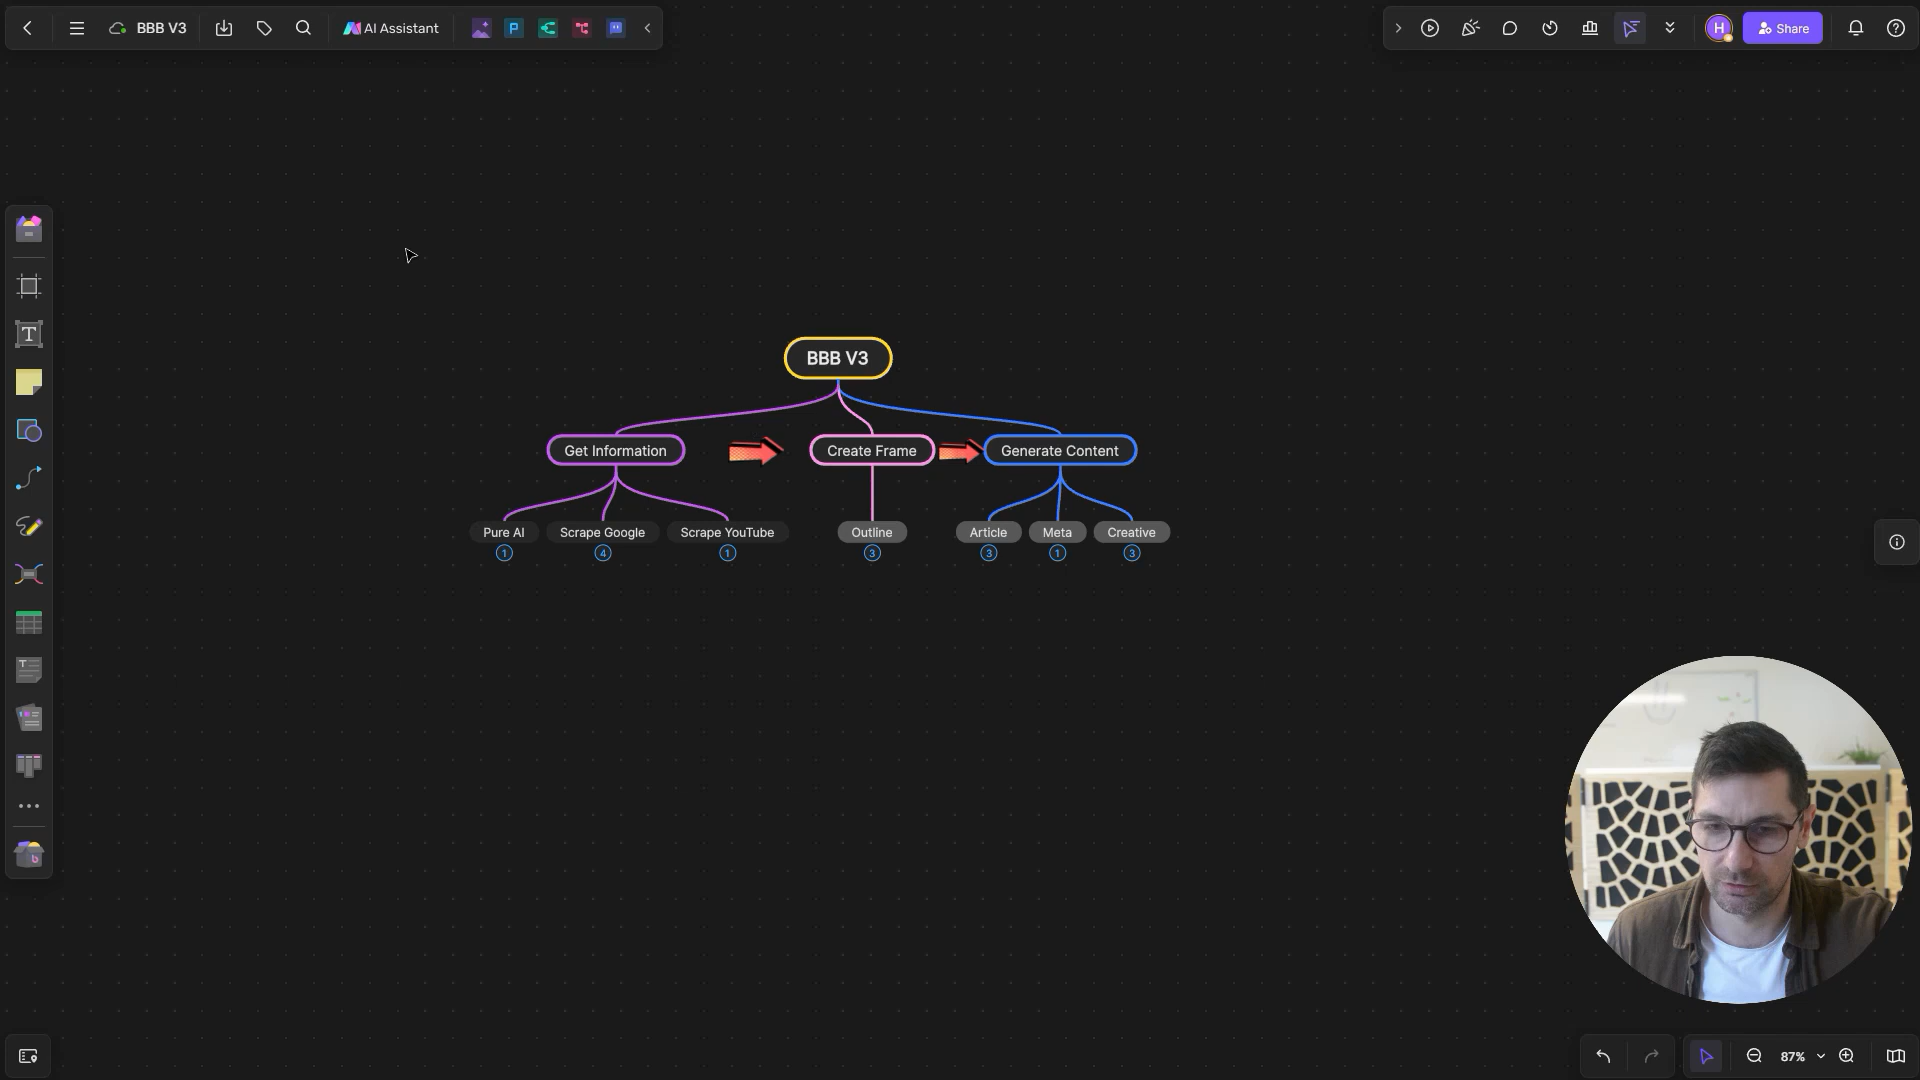 BBB V3
AI Assistant
P
H
Share
T
T
b
BBB V3
Get Information
Create Frame
Generate Content
Pure AI
Scrape Google
Scrape YouTube
Outline
Article
Meta
Creative
1
4
1
3
3
1
3
87%